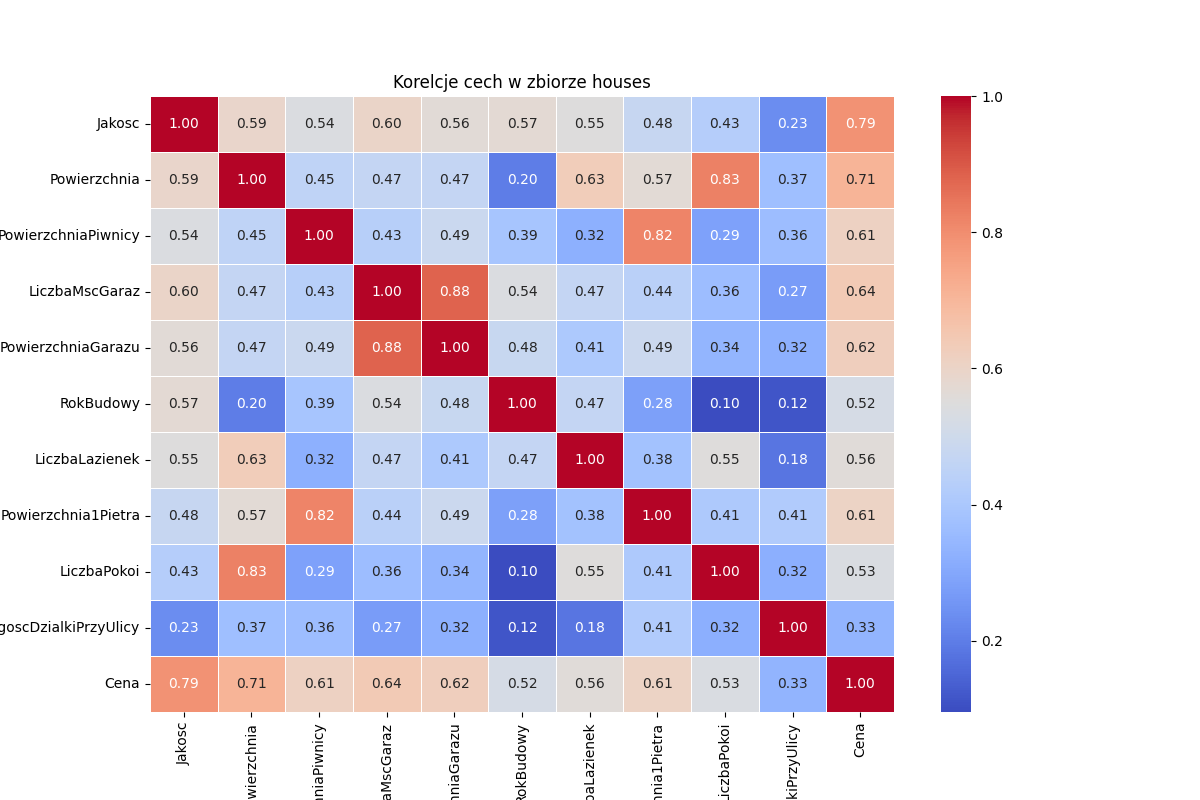 Korelcje cech w zbiorze houses
Jakosc 1.00 0.59 0.54 0.60 0.56 0.57 0.55 0.48 0.43 0.23 0.79
Powierzchnia 0.59 1.00 0.45 0.47 0.47 0.20 0.63 0.57 0.83 0.37 0.71
PowierzchniaPiwnicy 0.54 0.45 1.00 0.43 0.49 0.39 0.32 0.82 0.29 0.36 0.61
LiczbaMscGaraz 0.60 0.47 0.43 1.00 0.88 0.54 0.47 0.44 0.36 0.27 0.64
PowierzchniaGarazu 0.56 0.47 0.49 0.88 1.00 0.48 0.41 0.49 0.34 0.32 0.62
RokBudowy 0.57 0.20 0.39 0.54 0.48 1.00 0.47 0.28 0.10 0.12 0.52
LiczbaLazienek 0.55 0.63 0.32 0.47 0.41 0.47 1.00 0.38 0.55 0.18 0.56
Powierzchnia1Pietra 0.48 0.57 0.82 0.44 0.49 0.28 0.38 1.00 0.41 0.41 0.61
LiczbaPokoi 0.43 0.83 0.29 0.36 0.34 0.10 0.55 0.41 1.00 0.32 0.53
goscDzialkiPrzyUlicy 0.23 0.37 0.36 0.27 0.32 0.12 0.18 0.41 0.32 1.00 0.33
Cena 0.79 0.71 0.61 0.64 0.62 0.52 0.56 0.61 0.53 0.33 1.00
Jakosc
wierzchnia
hniaPiwnicy
aMscGaraz
hniaGarazu
RokBudowy
baLazienek
hnia1Pietra
LiczbaPokoi
kiPrzyUlicy
Cena
1.0
0.8
0.6
0.4
0.2